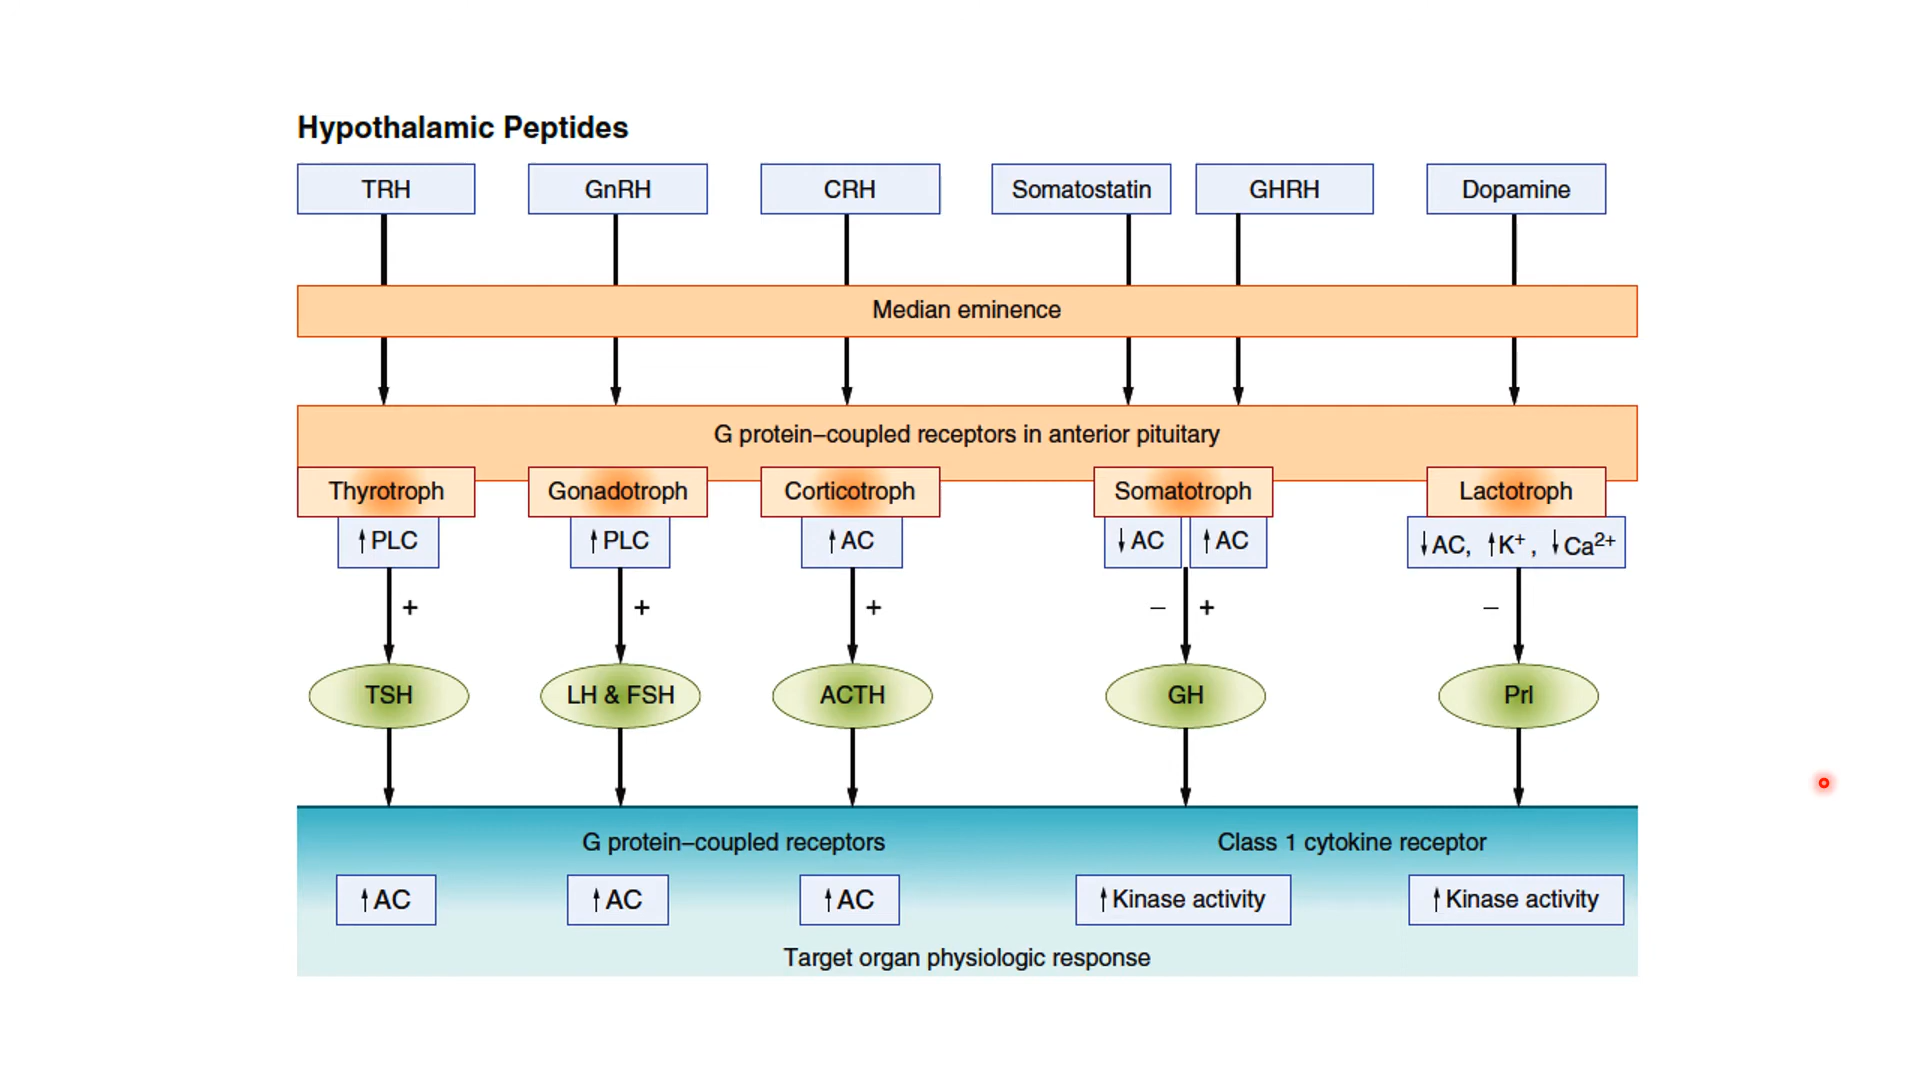 Hypothalamic Peptides
TRH GnRH CRH Somatostatin GHRH Dopamine
Median eminence
G protein–coupled receptors in anterior pituitary
Thyrotroph Gonadotroph Corticotroph Somatotroph Lactotroph
↑PLC ↑PLC ↑AC ↓AC ↑AC ↓AC, ↑K⁺, ↓Ca²⁺
+ + + – + –
TSH LH & FSH ACTH GH Prl
G protein–coupled receptors Class 1 cytokine receptor
↑AC ↑AC ↑AC ↑Kinase activity ↑Kinase activity
Target organ physiologic response